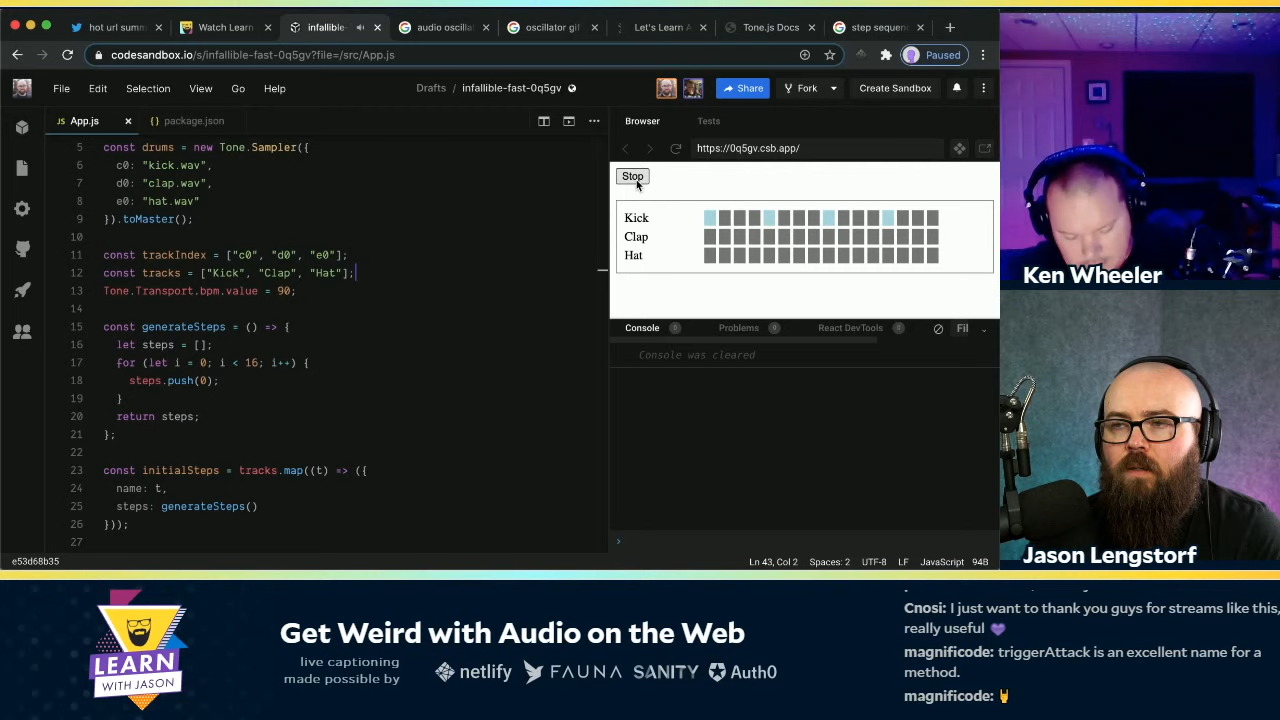 hot url summ
Watch Learn
infallible-
audio oscillat
oscillator gif
Let's Learn A
Tone.js Docs
step sequenc
codesandbox.io/s/infallible-fast-0q5gv?file=/src/App.js
Paused
File Edit Selection View Go Help
Drafts / infallible-fast-0q5gv
Share
Fork
Create Sandbox
App.js
package.json
Browser
Tests
https://0q5gv.csb.app/
5 const drums = new Tone.Sampler({
6 c0: "kick.wav",
7 d0: "clap.wav",
8 e0: "hat.wav"
9 }).toMaster();
10
11 const trackIndex = ["c0", "d0", "e0"];
12 const tracks = ["Kick", "Clap", "Hat"];
13 Tone.Transport.bpm.value = 90;
14
15 const generateSteps = () => {
16 let steps = [];
17 for (let i = 0; i < 16; i++) {
18 steps.push(0);
19 }
20 return steps;
21 };
22
23 const initialSteps = tracks.map((t) => ({
24 name: t,
25 steps: generateSteps()
26 }));
27
Stop
Kick
Clap
Hat
Console 0 Problems 0 React DevTools 0 Fil
Console was cleared
e53d68b35
Ln 43, Col 2 Spaces: 2 UTF-8 LF JavaScript 94B
Ken Wheeler
Jason Lengstorf
LEARN
WITH JASON
Get Weird with Audio on the Web
live captioning
made possible by
netlify
FAUNA
SANITY
Auth0
Cnosi: I just want to thank you guys for streams like this,
really useful 💜
magnificode: triggerAttack is an excellent name for a
method.
magnificode: 🤘